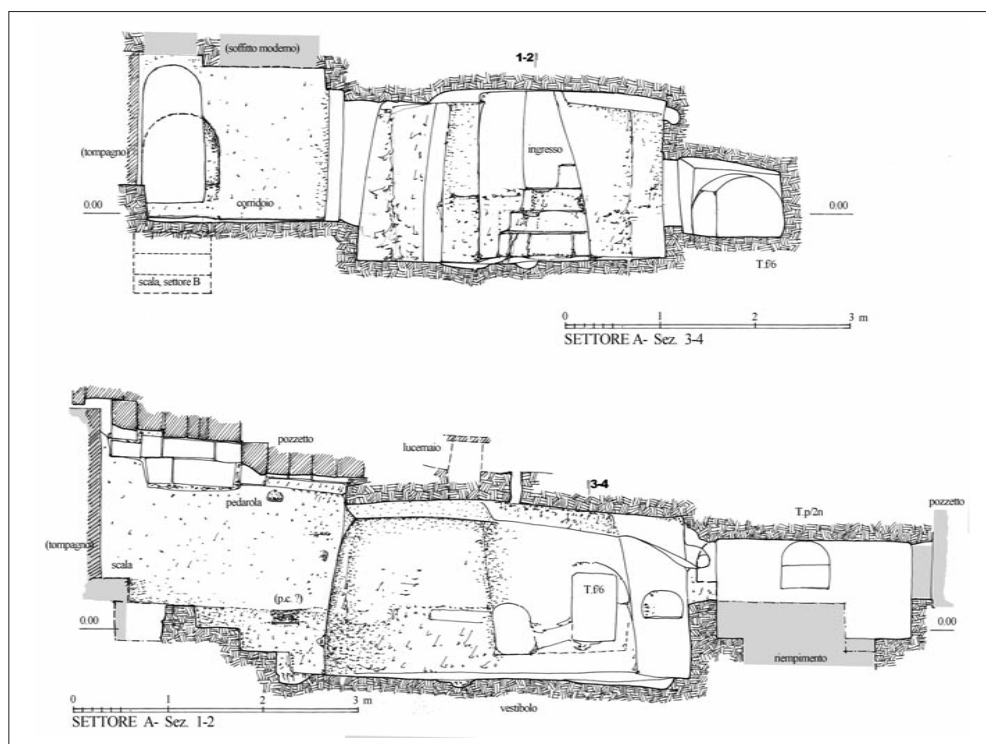 (soffitto moderno)
1-2
(tompagno)
ingresso
0.00
corridoio
0.00
scala, settore B
T.f/6
0 1 2 3 m
SETTORE A- Sez. 3-4
pozzetto
lucernaio
3-4
pedarola
T.p/2n
pozzetto
(tompagno)
scala
T.f/6
(p.c. ?)
0.00
0.00
riempimento
vestibolo
0 1 2 3 m
SETTORE A- Sez. 1-2